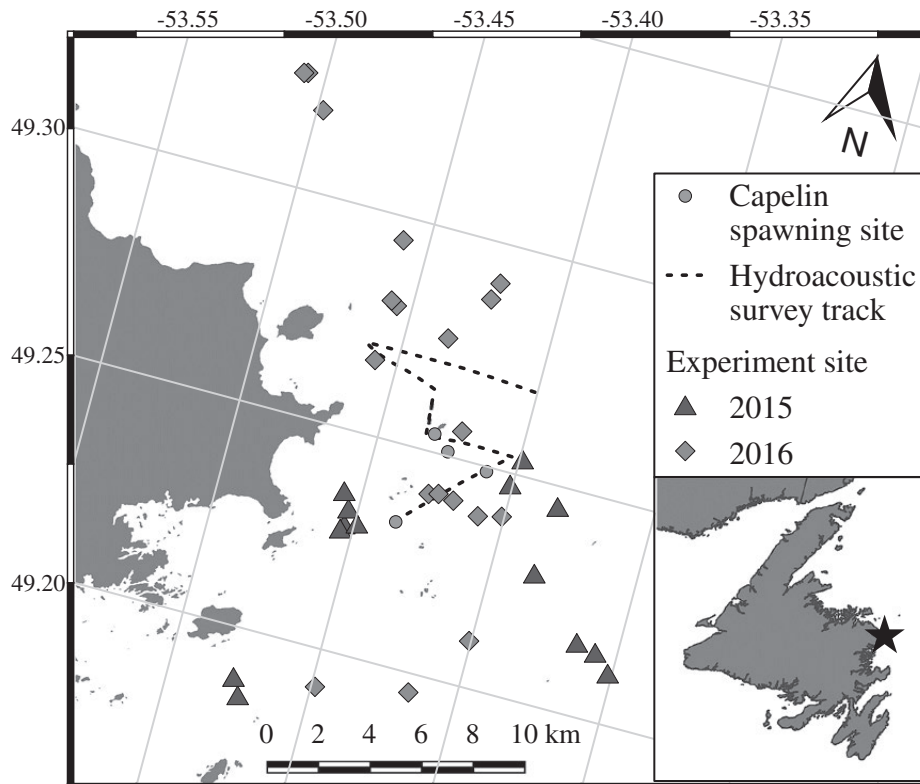 -53.55 -53.50 -53.45 -53.40 -53.35
49.30
49.25
49.20
N
Capelin
spawning site
Hydroacoustic
survey track
Experiment site
2015
2016
0 2 4 6 8 10 km